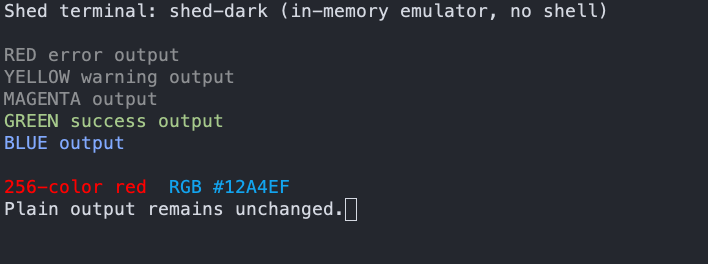 Shed terminal: shed-dark (in-memory emulator, no shell)
RED error output
YELLOW warning output
MAGENTA output
GREEN success output
BLUE output
256-color red  RGB #12A4EF
Plain output remains unchanged.